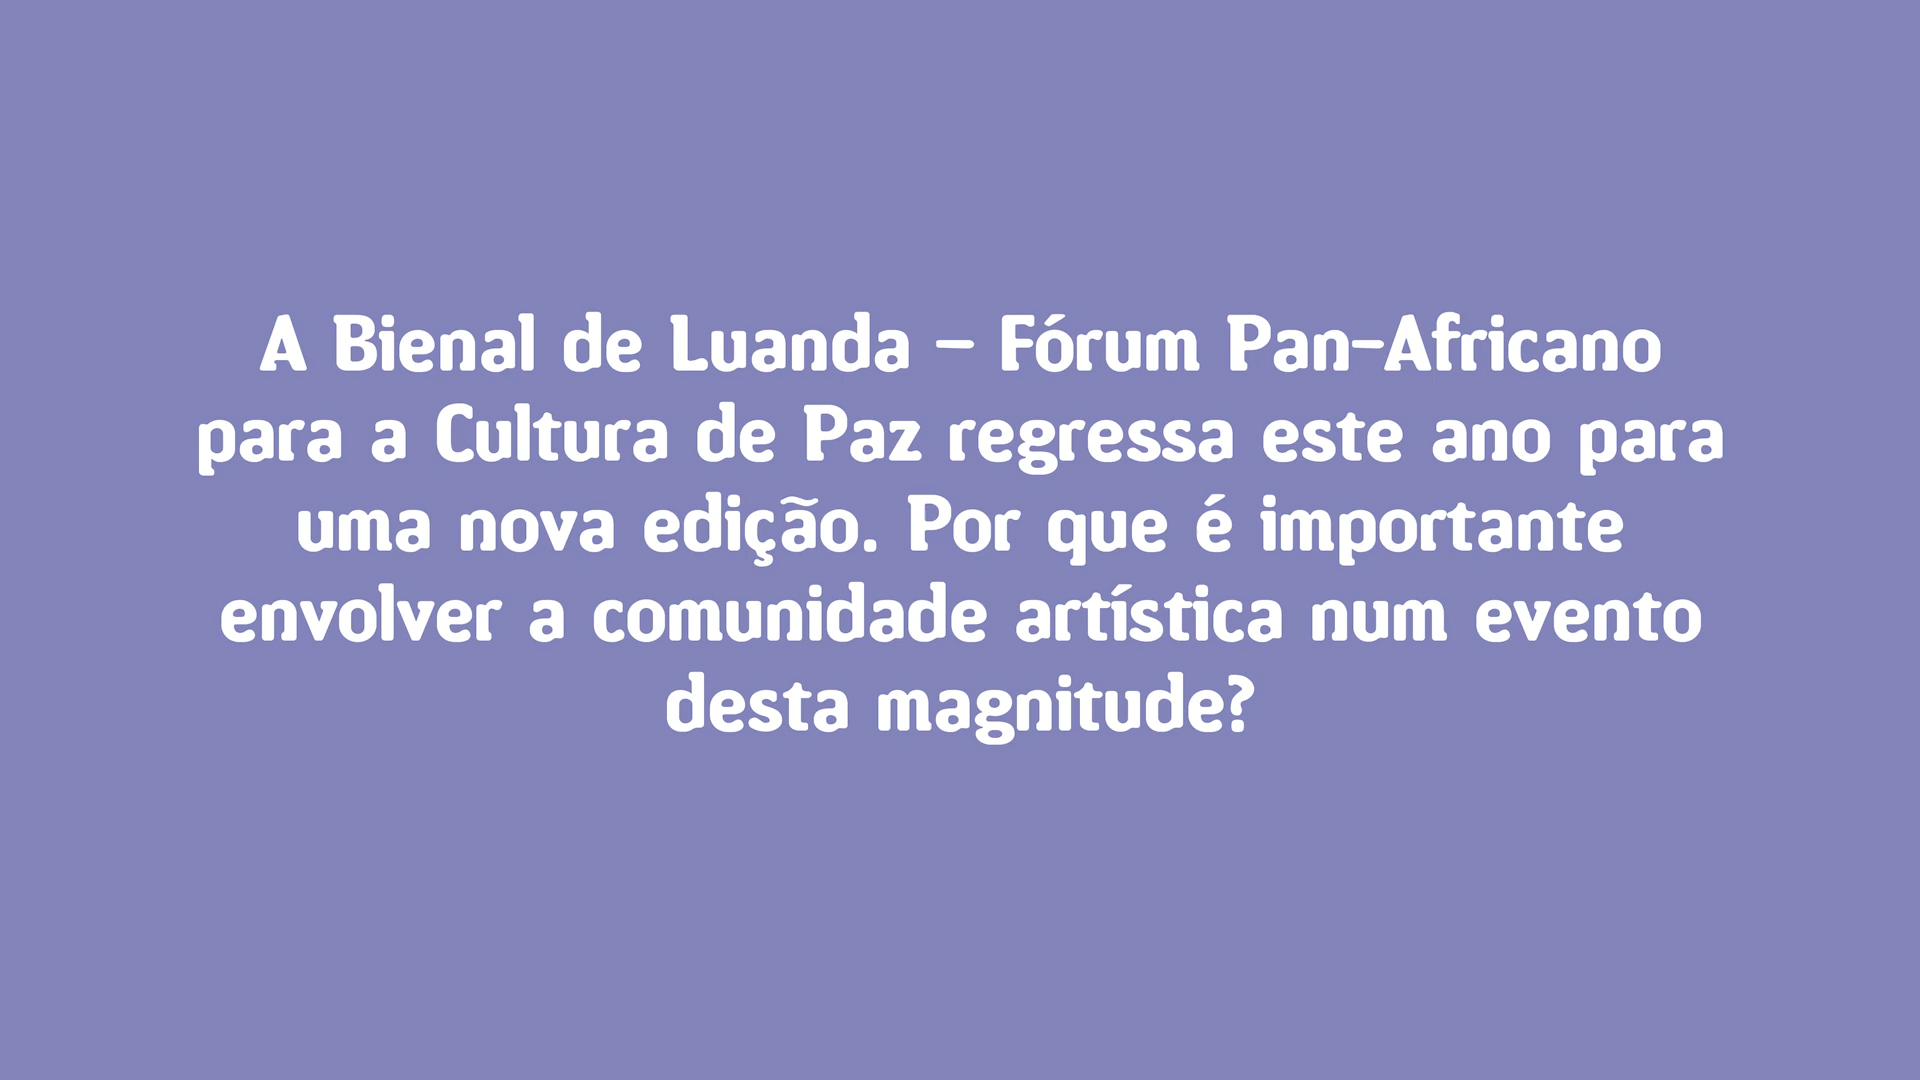 A Bienal de Luanda – Fórum Pan-Africano
para a Cultura de Paz regressa este ano para
uma nova edição. Por que é importante
envolver a comunidade artística num evento
desta magnitude?